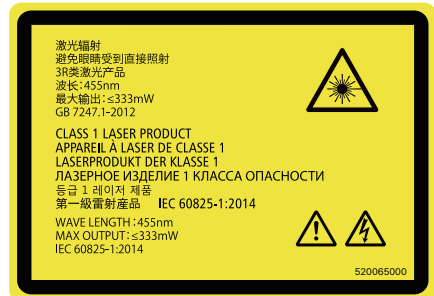 激光辐射
避免眼睛受到直接照射
3R类激光产品
波长:455nm
最大输出:≤333mW
GB 7247.1-2012
CLASS 1 LASER PRODUCT
APPAREIL À LASER DE CLASSE 1
LASERPRODUKT DER KLASSE 1
ЛАЗЕРНОЕ ИЗДЕЛИЕ 1 КЛАССА ОПАСНОСТИ
등급 1 레이저 제품
第一級雷射產品 IEC 60825-1:2014
WAVE LENGTH:455nm
MAX OUTPUT:≤333mW
IEC 60825-1:2014
520065000